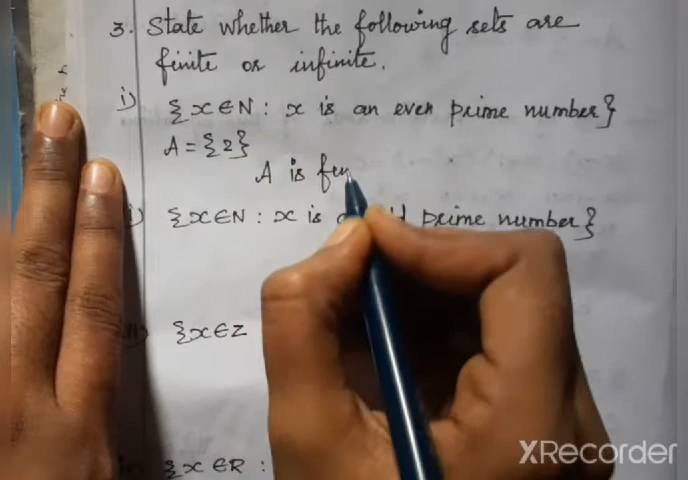 3. State whether the following sets are
finite or infinite.
i) {x∈N : x is an even prime number}
A = {2}
A is fin
i) {x∈N : x is prime number}
{x∈Z
{x∈R :
XRecorder